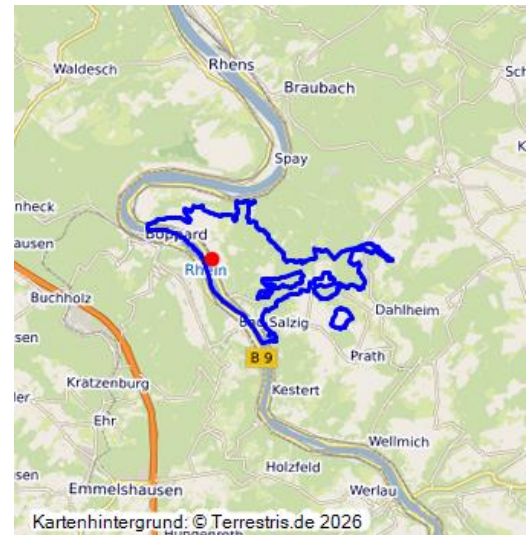 Waldesch
Rhens
Braubach
Sch
Spay
nheck
Boppard
ausen
Rhein
Buchholz
Dahlheim
Bad Salzig
sen
B 9
Prath
Kratzenburg
Kestert
ler
Ehr
Wellmich
Holzfeld
Emmelshausen
Werlau
sen
Kartenhintergrund: © Terrestris.de 2026